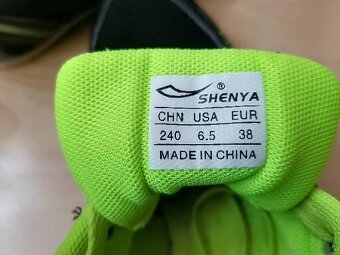 SHENYA®
CHN USA EUR
240 6.5 38
MADE IN CHINA